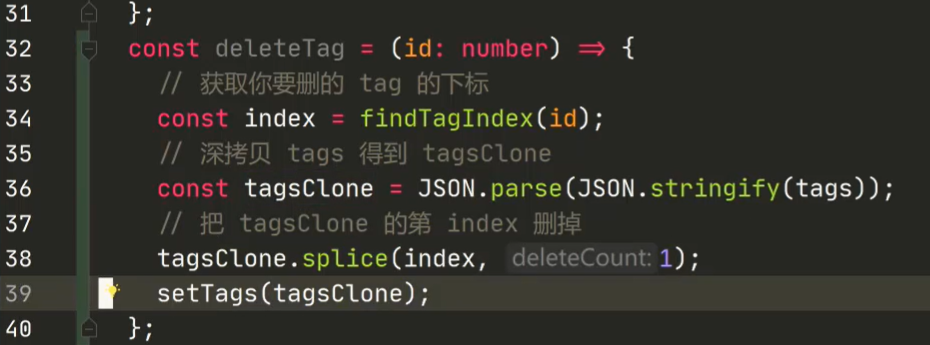 31 };
32 const deleteTag = (id: number) => {
33 // 获取你要删的 tag 的下标
34 const index = findTagIndex(id);
35 // 深拷贝 tags 得到 tagsClone
36 const tagsClone = JSON.parse(JSON.stringify(tags));
37 // 把 tagsClone 的第 index 删掉
38 tagsClone.splice(index, deleteCount: 1);
39 setTags(tagsClone);
40 };